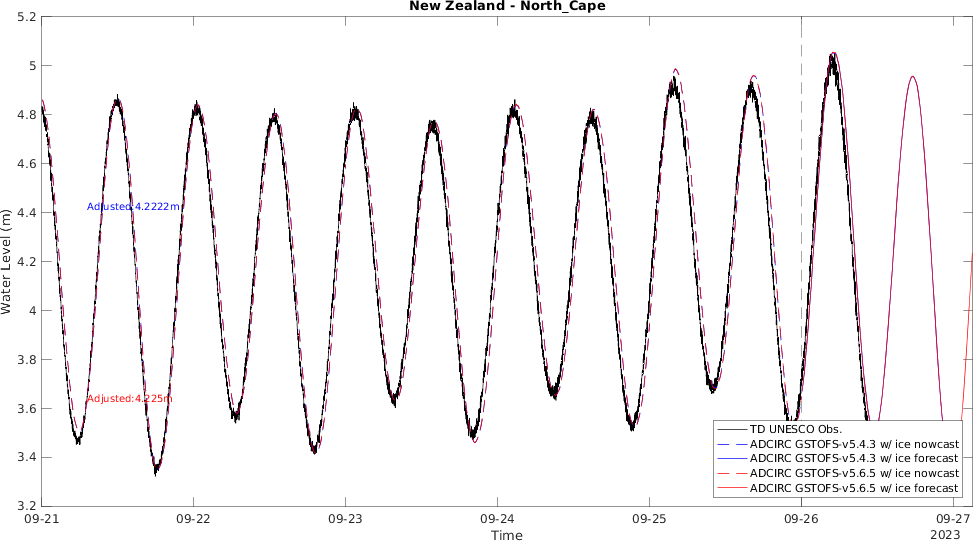 New Zealand - North_Cape
5.2
5
4.8
4.6
4.4
4.2
4
3.8
3.6
3.4
3.2
Water Level (m)
Adjusted:4.2222m
Adjusted:4.225m
TD UNESCO Obs.
ADCIRC GSTOFS-v5.4.3 w/ ice nowcast
ADCIRC GSTOFS-v5.4.3 w/ ice forecast
ADCIRC GSTOFS-v5.6.5 w/ ice nowcast
ADCIRC GSTOFS-v5.6.5 w/ ice forecast
09-21 09-22 09-23 09-24 09-25 09-26 09-27
Time 2023